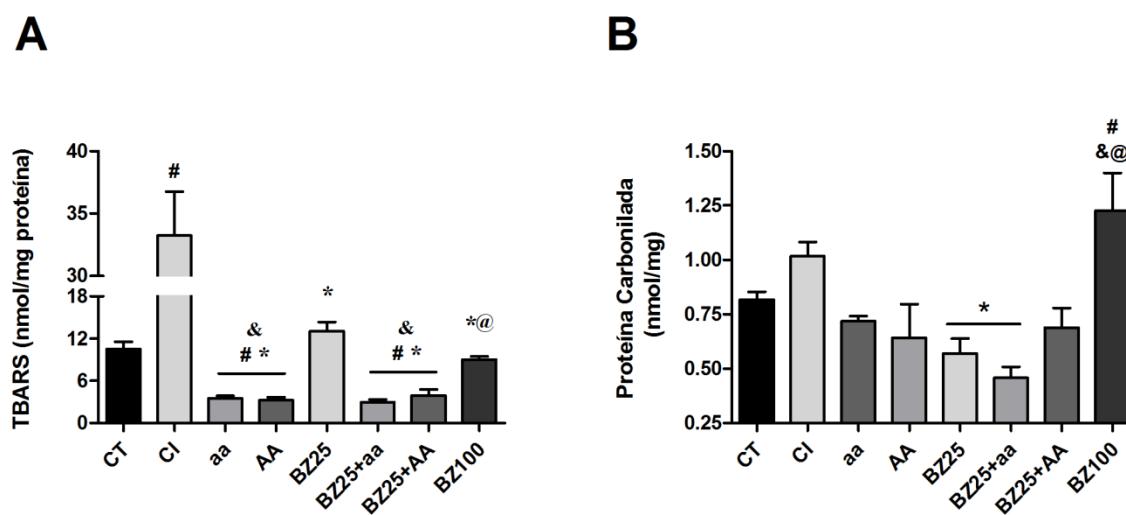 A
TBARS (nmol/mg proteína)
40
35
30
18
12
6
0
#
&
# *
*
&
# *
*@
CT
CI
aa
AA
BZ25
BZ25+aa
BZ25+AA
BZ100
B
Proteína Carbonilada
(nmol/mg)
1.50
1.25
1.00
0.75
0.50
0.25
*
#
&@
CT
CI
aa
AA
BZ25
BZ25+aa
BZ25+AA
BZ100